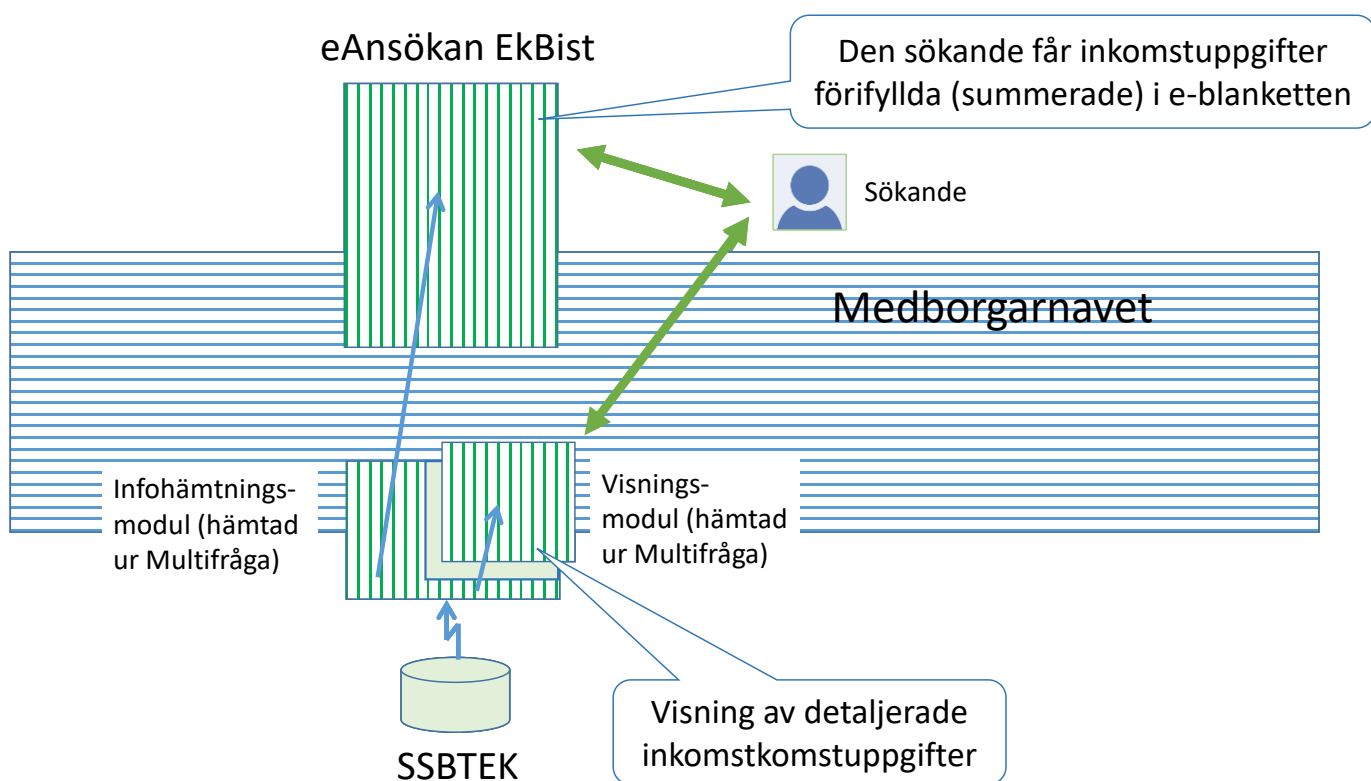 eAnsökan EkBist
Den sökande får inkomstuppgifter
förifyllda (summerade) i e-blanketten
Sökande
Medborgarnavet
Infohämtnings-
modul (hämtad
ur Multifråga)
Visnings-
modul (hämtad
ur Multifråga)
Visning av detaljerade
inkomstkomstuppgifter
SSBTEK